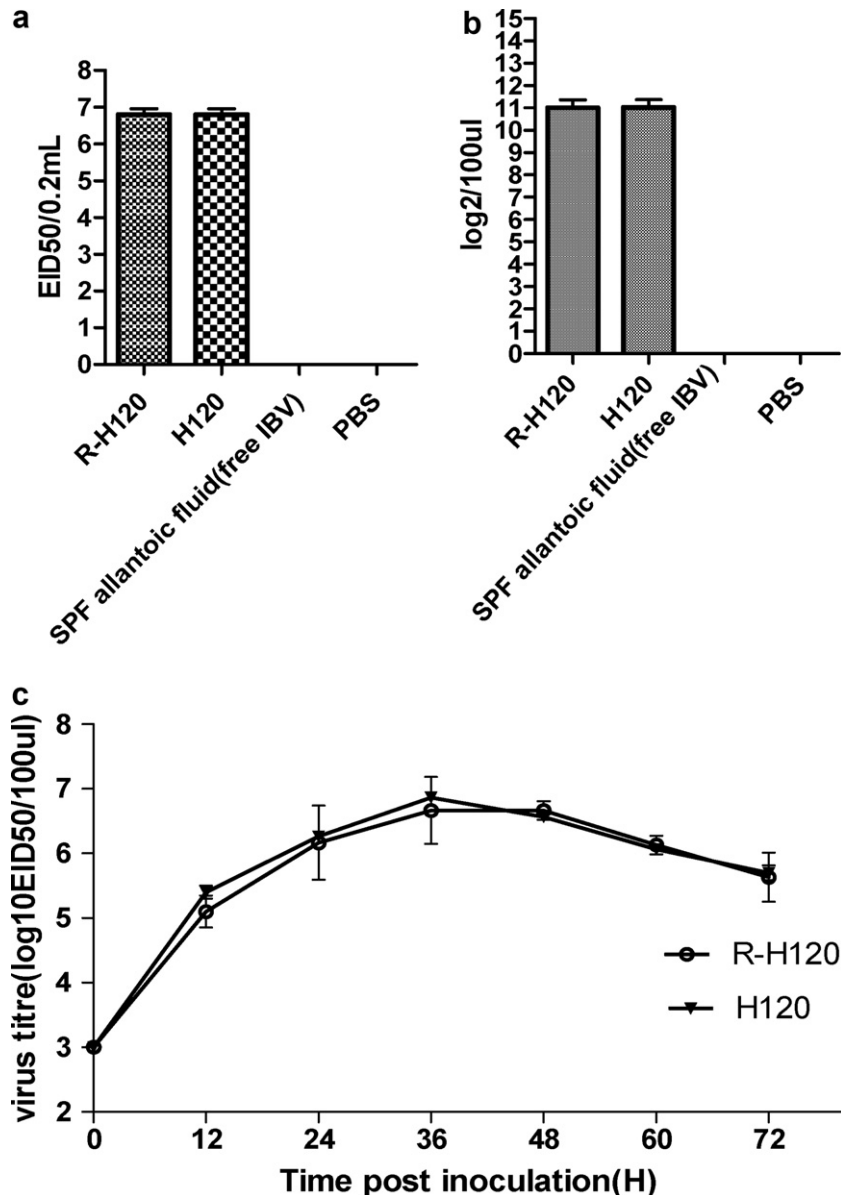 a
EID50/0.2mL
8
7
6
5
4
3
2
1
0
R-H120
H120
SPF allantoic fluid(free IBV)
PBS
b
log2/100ul
15
14
13
12
11
10
9
8
7
6
5
4
3
2
1
0
R-H120
H120
SPF allantoic fluid(free IBV)
PBS
c
virus titre(log10EID50/100ul)
8
7
6
5
4
3
2
R-H120
H120
0 12 24 36 48 60 72
Time post inoculation(H)